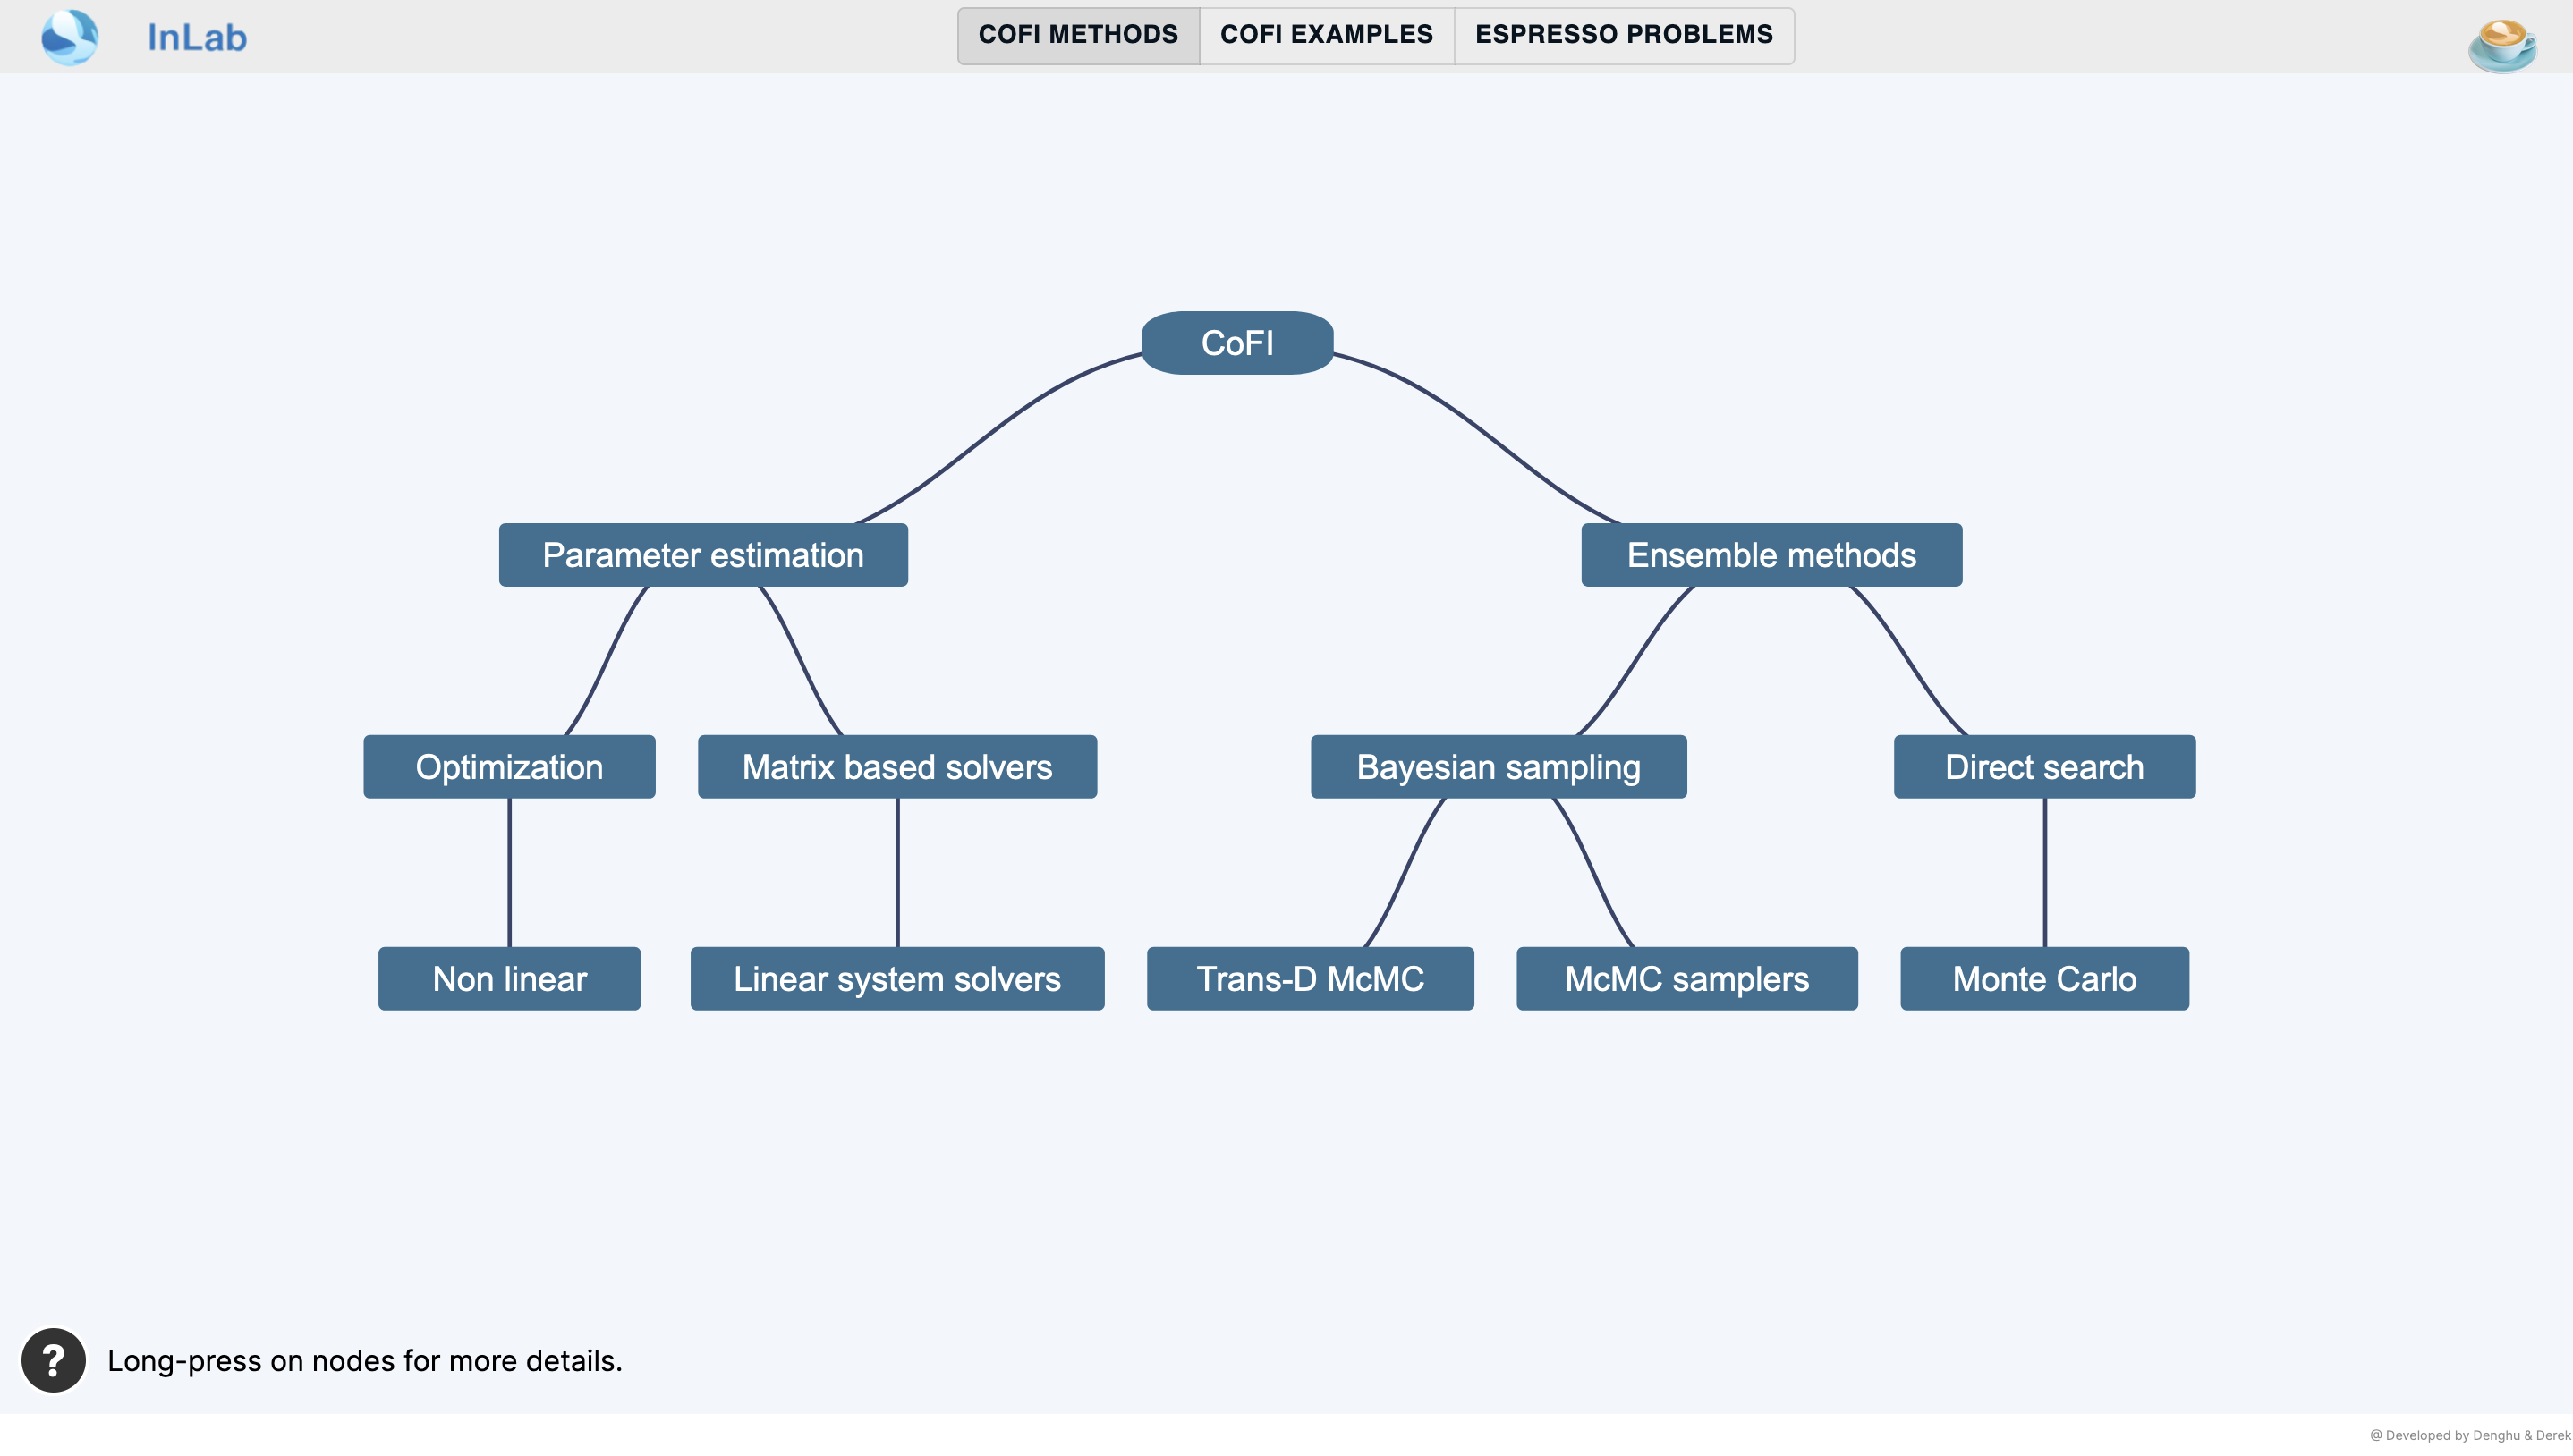 InLab
COFI METHODS
COFI EXAMPLES
ESPRESSO PROBLEMS
CoFI
Parameter estimation
Ensemble methods
Optimization
Matrix based solvers
Bayesian sampling
Direct search
Non linear
Linear system solvers
Trans-D McMC
McMC samplers
Monte Carlo
?
Long-press on nodes for more details.
@ Developed by Denghu & Derek